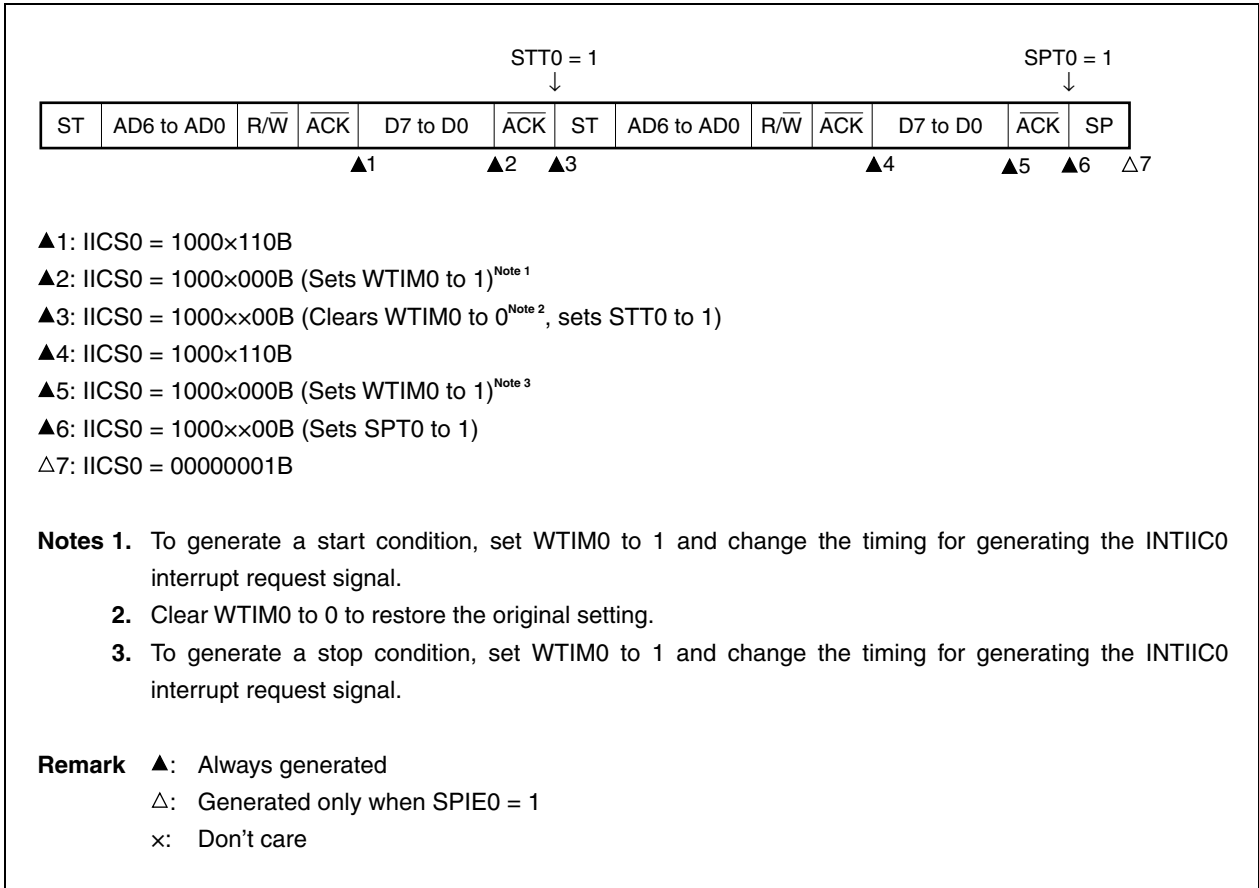 STT0 = 1 SPT0 = 1
↓ ↓
ST AD6 to AD0 R/W̅ A̅C̅K̅ D7 to D0 A̅C̅K̅ ST AD6 to AD0 R/W̅ A̅C̅K̅ D7 to D0 A̅C̅K̅ SP
▲1 ▲2 ▲3 ▲4 ▲5 ▲6 △7
▲1: IICS0 = 1000×110B
▲2: IICS0 = 1000×000B (Sets WTIM0 to 1)Note 1
▲3: IICS0 = 1000××00B (Clears WTIM0 to 0Note 2, sets STT0 to 1)
▲4: IICS0 = 1000×110B
▲5: IICS0 = 1000×000B (Sets WTIM0 to 1)Note 3
▲6: IICS0 = 1000××00B (Sets SPT0 to 1)
△7: IICS0 = 00000001B
Notes 1. To generate a start condition, set WTIM0 to 1 and change the timing for generating the INTIIC0
interrupt request signal.
2. Clear WTIM0 to 0 to restore the original setting.
3. To generate a stop condition, set WTIM0 to 1 and change the timing for generating the INTIIC0
interrupt request signal.
Remark ▲: Always generated
△: Generated only when SPIE0 = 1
×: Don't care